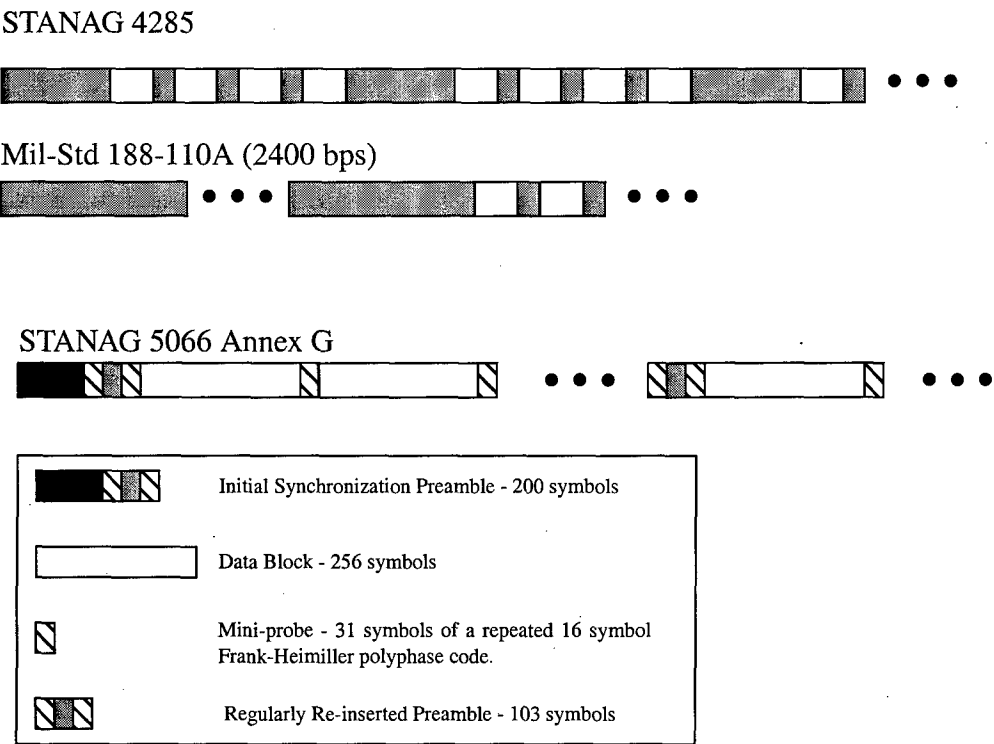 STANAG 4285
Mil-Std 188-110A (2400 bps)
STANAG 5066 Annex G
Initial Synchronization Preamble - 200 symbols
Data Block - 256 symbols
Mini-probe - 31 symbols of a repeated 16 symbol
Frank-Heimiller polyphase code.
Regularly Re-inserted Preamble - 103 symbols